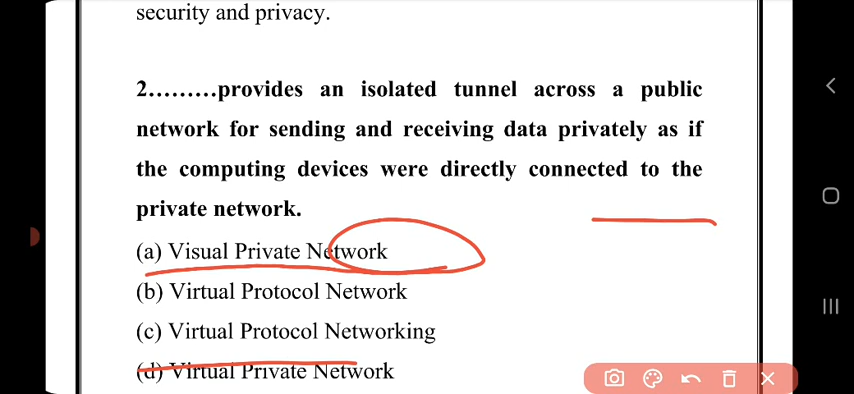 security and privacy.
2.........provides an isolated tunnel across a public
network for sending and receiving data privately as if
the computing devices were directly connected to the
private network.
(a) Visual Private Network
(b) Virtual Protocol Network
(c) Virtual Protocol Networking
(d) Virtual Private Network